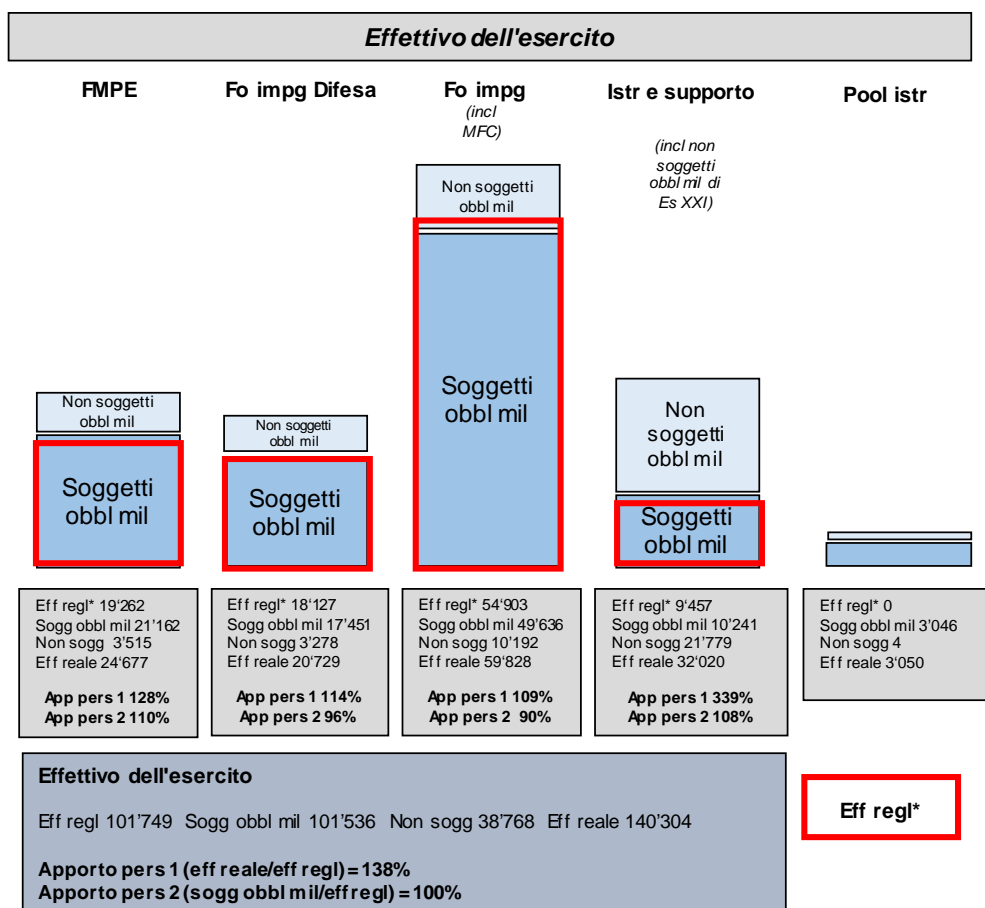 Effettivo dell'esercito
FMPE
Fo impg Difesa
Fo impg
(incl
MFC)
Istr e supporto
(incl non
soggetti
obbl mil di
Es XXI)
Pool istr
Non soggetti
obbl mil
Soggetti
obbl mil
Non soggetti
obbl mil
Soggetti
obbl mil
Non soggetti
obbl mil
Soggetti
obbl mil
Non
soggetti
obbl mil
Soggetti
obbl mil
Eff regl* 19'262
Sogg obbl mil 21'162
Non sogg 3'515
Eff reale 24'677
App pers 1 128%
App pers 2 110%
Eff regl* 18'127
Sogg obbl mil 17'451
Non sogg 3'278
Eff reale 20'729
App pers 1 114%
App pers 2 96%
Eff regl* 54'903
Sogg obbl mil 49'636
Non sogg 10'192
Eff reale 59'828
App pers 1 109%
App pers 2 90%
Eff regl* 9'457
Sogg obbl mil 10'241
Non sogg 21'779
Eff reale 32'020
App pers 1 339%
App pers 2 108%
Eff regl* 0
Sogg obbl mil 3'046
Non sogg 4
Eff reale 3'050
Effettivo dell'esercito
Eff regl 101'749 Sogg obbl mil 101'536 Non sogg 38'768 Eff reale 140'304
Apporto pers 1 (eff reale/eff regl) = 138%
Apporto pers 2 (sogg obbl mil/eff regl) = 100%
Eff regl*